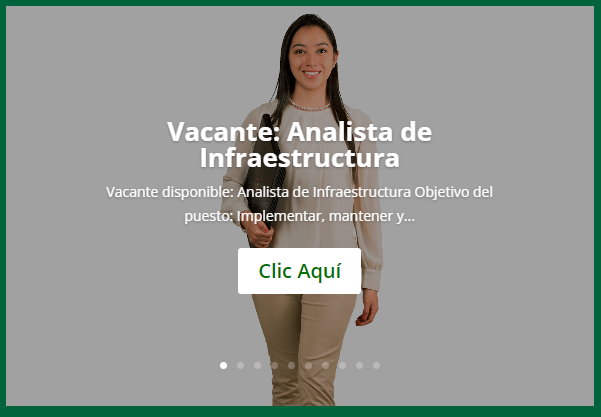 Vacante: Analista de
Infraestructura
Vacante disponible: Analista de Infraestructura Objetivo del
puesto: Implementar, mantener y...
Clic Aquí